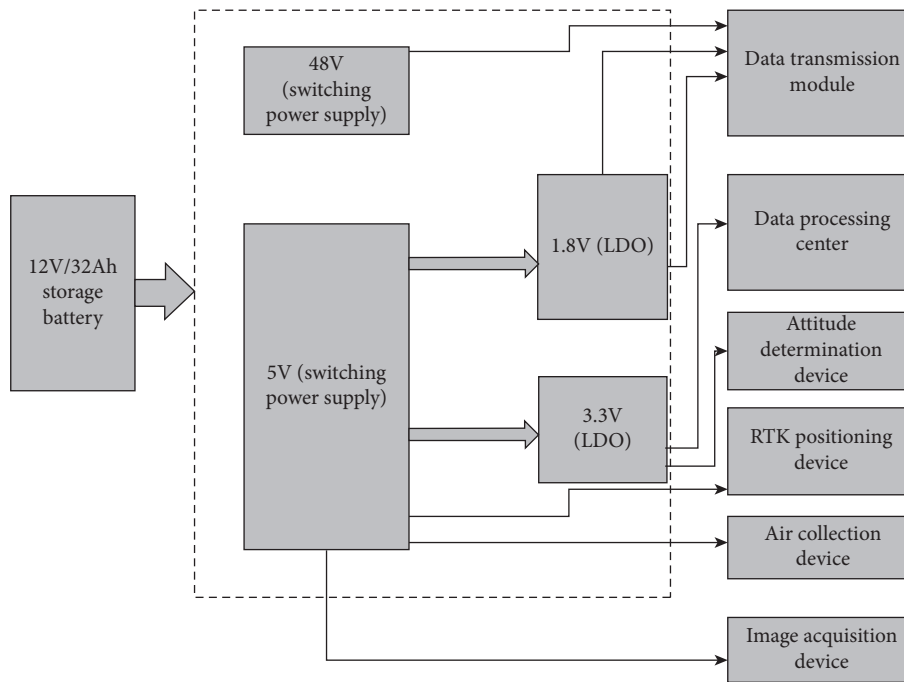 12V/32Ah
storage
battery
48V
(switching
power supply)
5V (switching
power supply)
1.8V (LDO)
3.3V
(LDO)
Data transmission
module
Data processing
center
Attitude
determination
device
RTK positioning
device
Air collection
device
Image acquisition
device